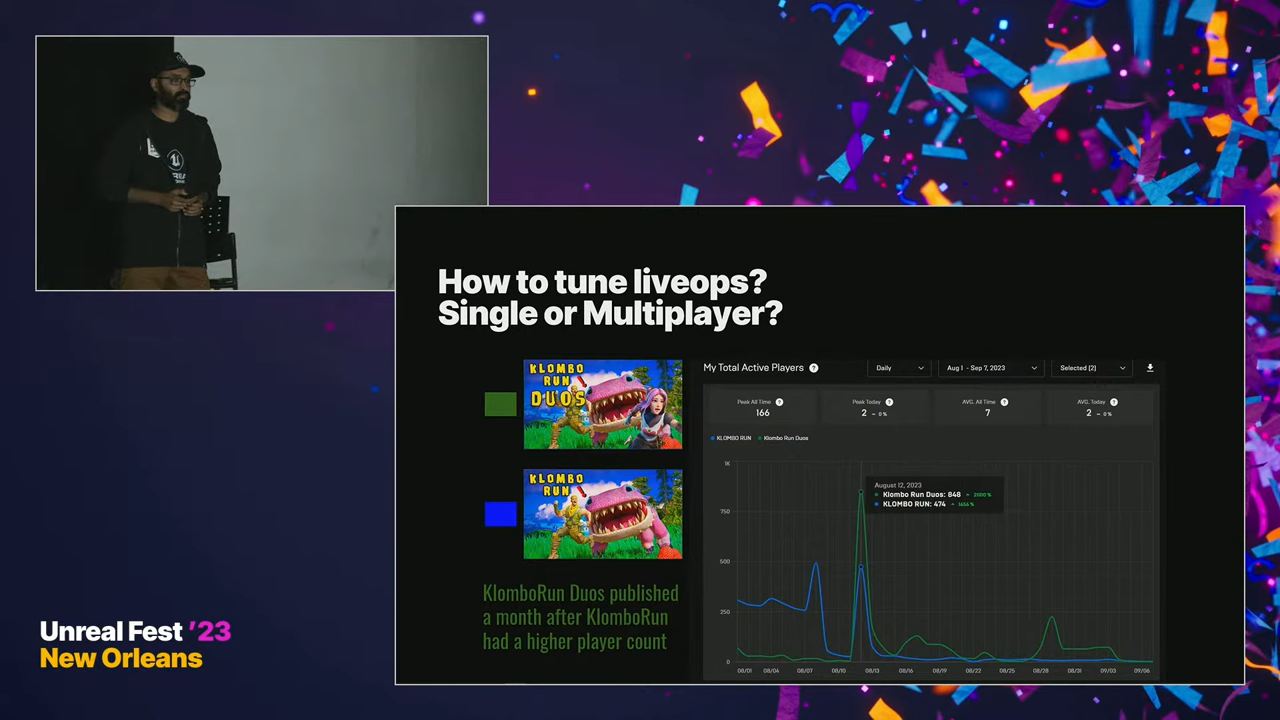 How to tune liveops?
Single or Multiplayer?
KLOMBO
RUN
DUOS
KLOMBO
RUN
KlomboRun Duos published
a month after KlomboRun
had a higher player count
My Total Active Players ?
Daily
Aug 1 - Sep 7, 2023
Selected (2)
Peak All Time ?
166
Peak Today ?
2 - 0%
AVG. All Time ?
7
AVG. Today ?
2 - 0%
KLOMBO RUN
Klombo Run Duos
1K
750
500
250
0
August 12, 2023
Klombo Run Duos: 848
KLOMBO RUN: 474
08/01 08/04 08/07 08/10 08/13 08/16 08/19 08/22 08/25 08/28 08/31 09/03 09/06
Unreal Fest '23
New Orleans